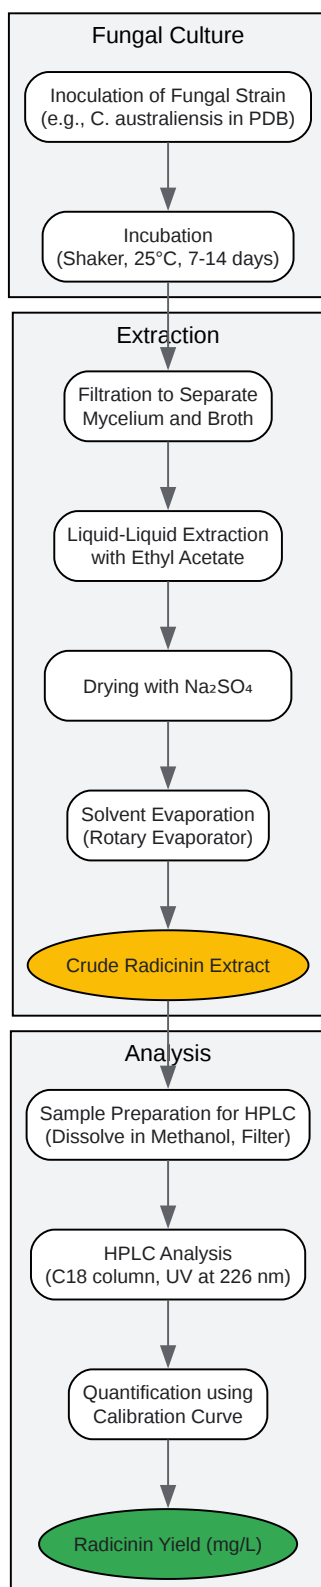 Fungal Culture
Inoculation of Fungal Strain
(e.g., C. australiensis in PDB)
Incubation
(Shaker, 25°C, 7-14 days)
Extraction
Filtration to Separate
Mycelium and Broth
Liquid-Liquid Extraction
with Ethyl Acetate
Drying with Na₂SO₄
Solvent Evaporation
(Rotary Evaporator)
Crude Radicinin Extract
Analysis
Sample Preparation for HPLC
(Dissolve in Methanol, Filter)
HPLC Analysis
(C18 column, UV at 226 nm)
Quantification using
Calibration Curve
Radicinin Yield (mg/L)